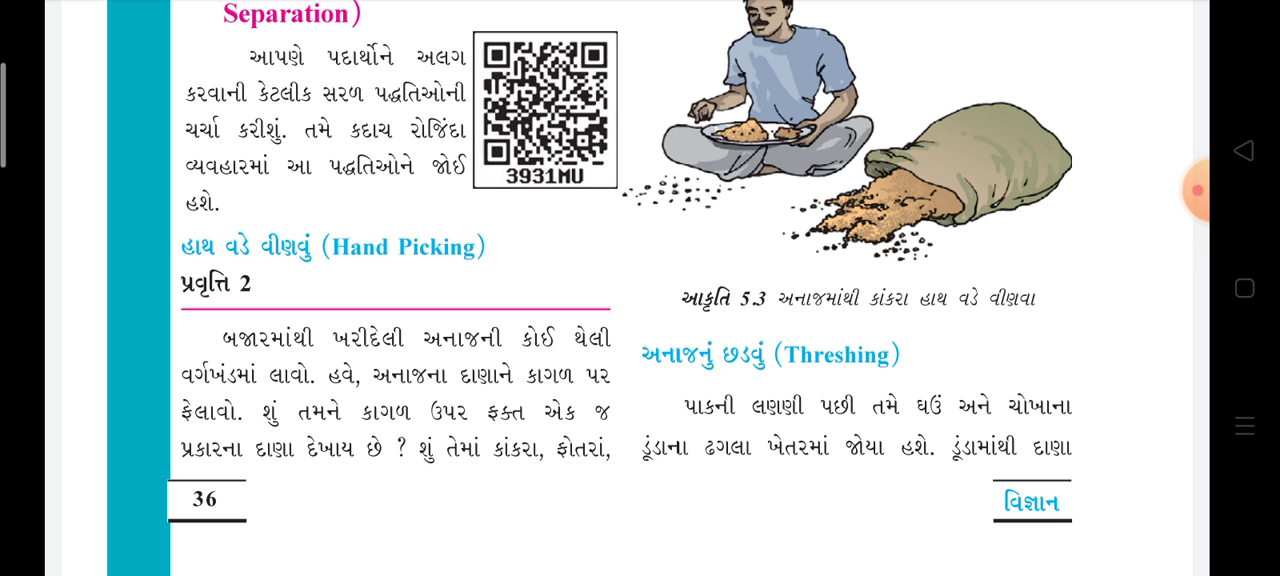 Separation)
આપણે પદાર્થોને અલગ
કરવાની કેટલીક સરળ પદ્ધતિઓની
ચર્ચા કરીશું. તમે કદાચ રોજિંદા
વ્યવહારમાં આ પદ્ધતિઓને જોઈ
હશે.
3931MU
હાથ વડે વીણવું (Hand Picking)
પ્રવૃત્તિ 2
બજારમાંથી ખરીદેલી અનાજની કોઈ થેલી
વર્ગખંડમાં લાવો. હવે, અનાજના દાણાને કાગળ પર
ફેલાવો. શું તમને કાગળ ઉપર ફક્ત એક જ
પ્રકારના દાણા દેખાય છે ? શું તેમાં કાંકરા, ફોતરાં,
36
આકૃતિ 5.3 અનાજમાંથી કાંકરા હાથ વડે વીણવા
અનાજનું છડવું (Threshing)
પાકની લણણી પછી તમે ઘઉં અને ચોખાના
ડૂંડાના ઢગલા ખેતરમાં જોયા હશે. ડૂંડામાંથી દાણા
વિજ્ઞાન